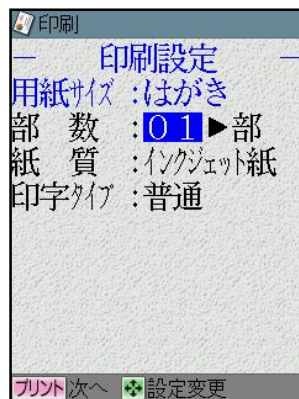 印刷
― 印刷設定 ―
用紙ｻｲｽﾞ:はがき
部　数　:０１▶部
紙　質　:ｲﾝｸｼﾞｪｯﾄ紙
印字ﾀｲﾌﾟ:普通
プリント 次へ 設定変更